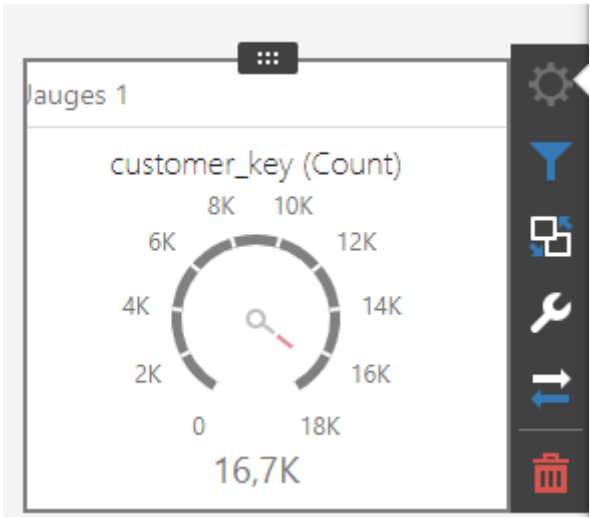 Jauges 1
customer_key (Count)
8K 10K
6K 12K
4K 14K
2K 16K
0 18K
16,7K